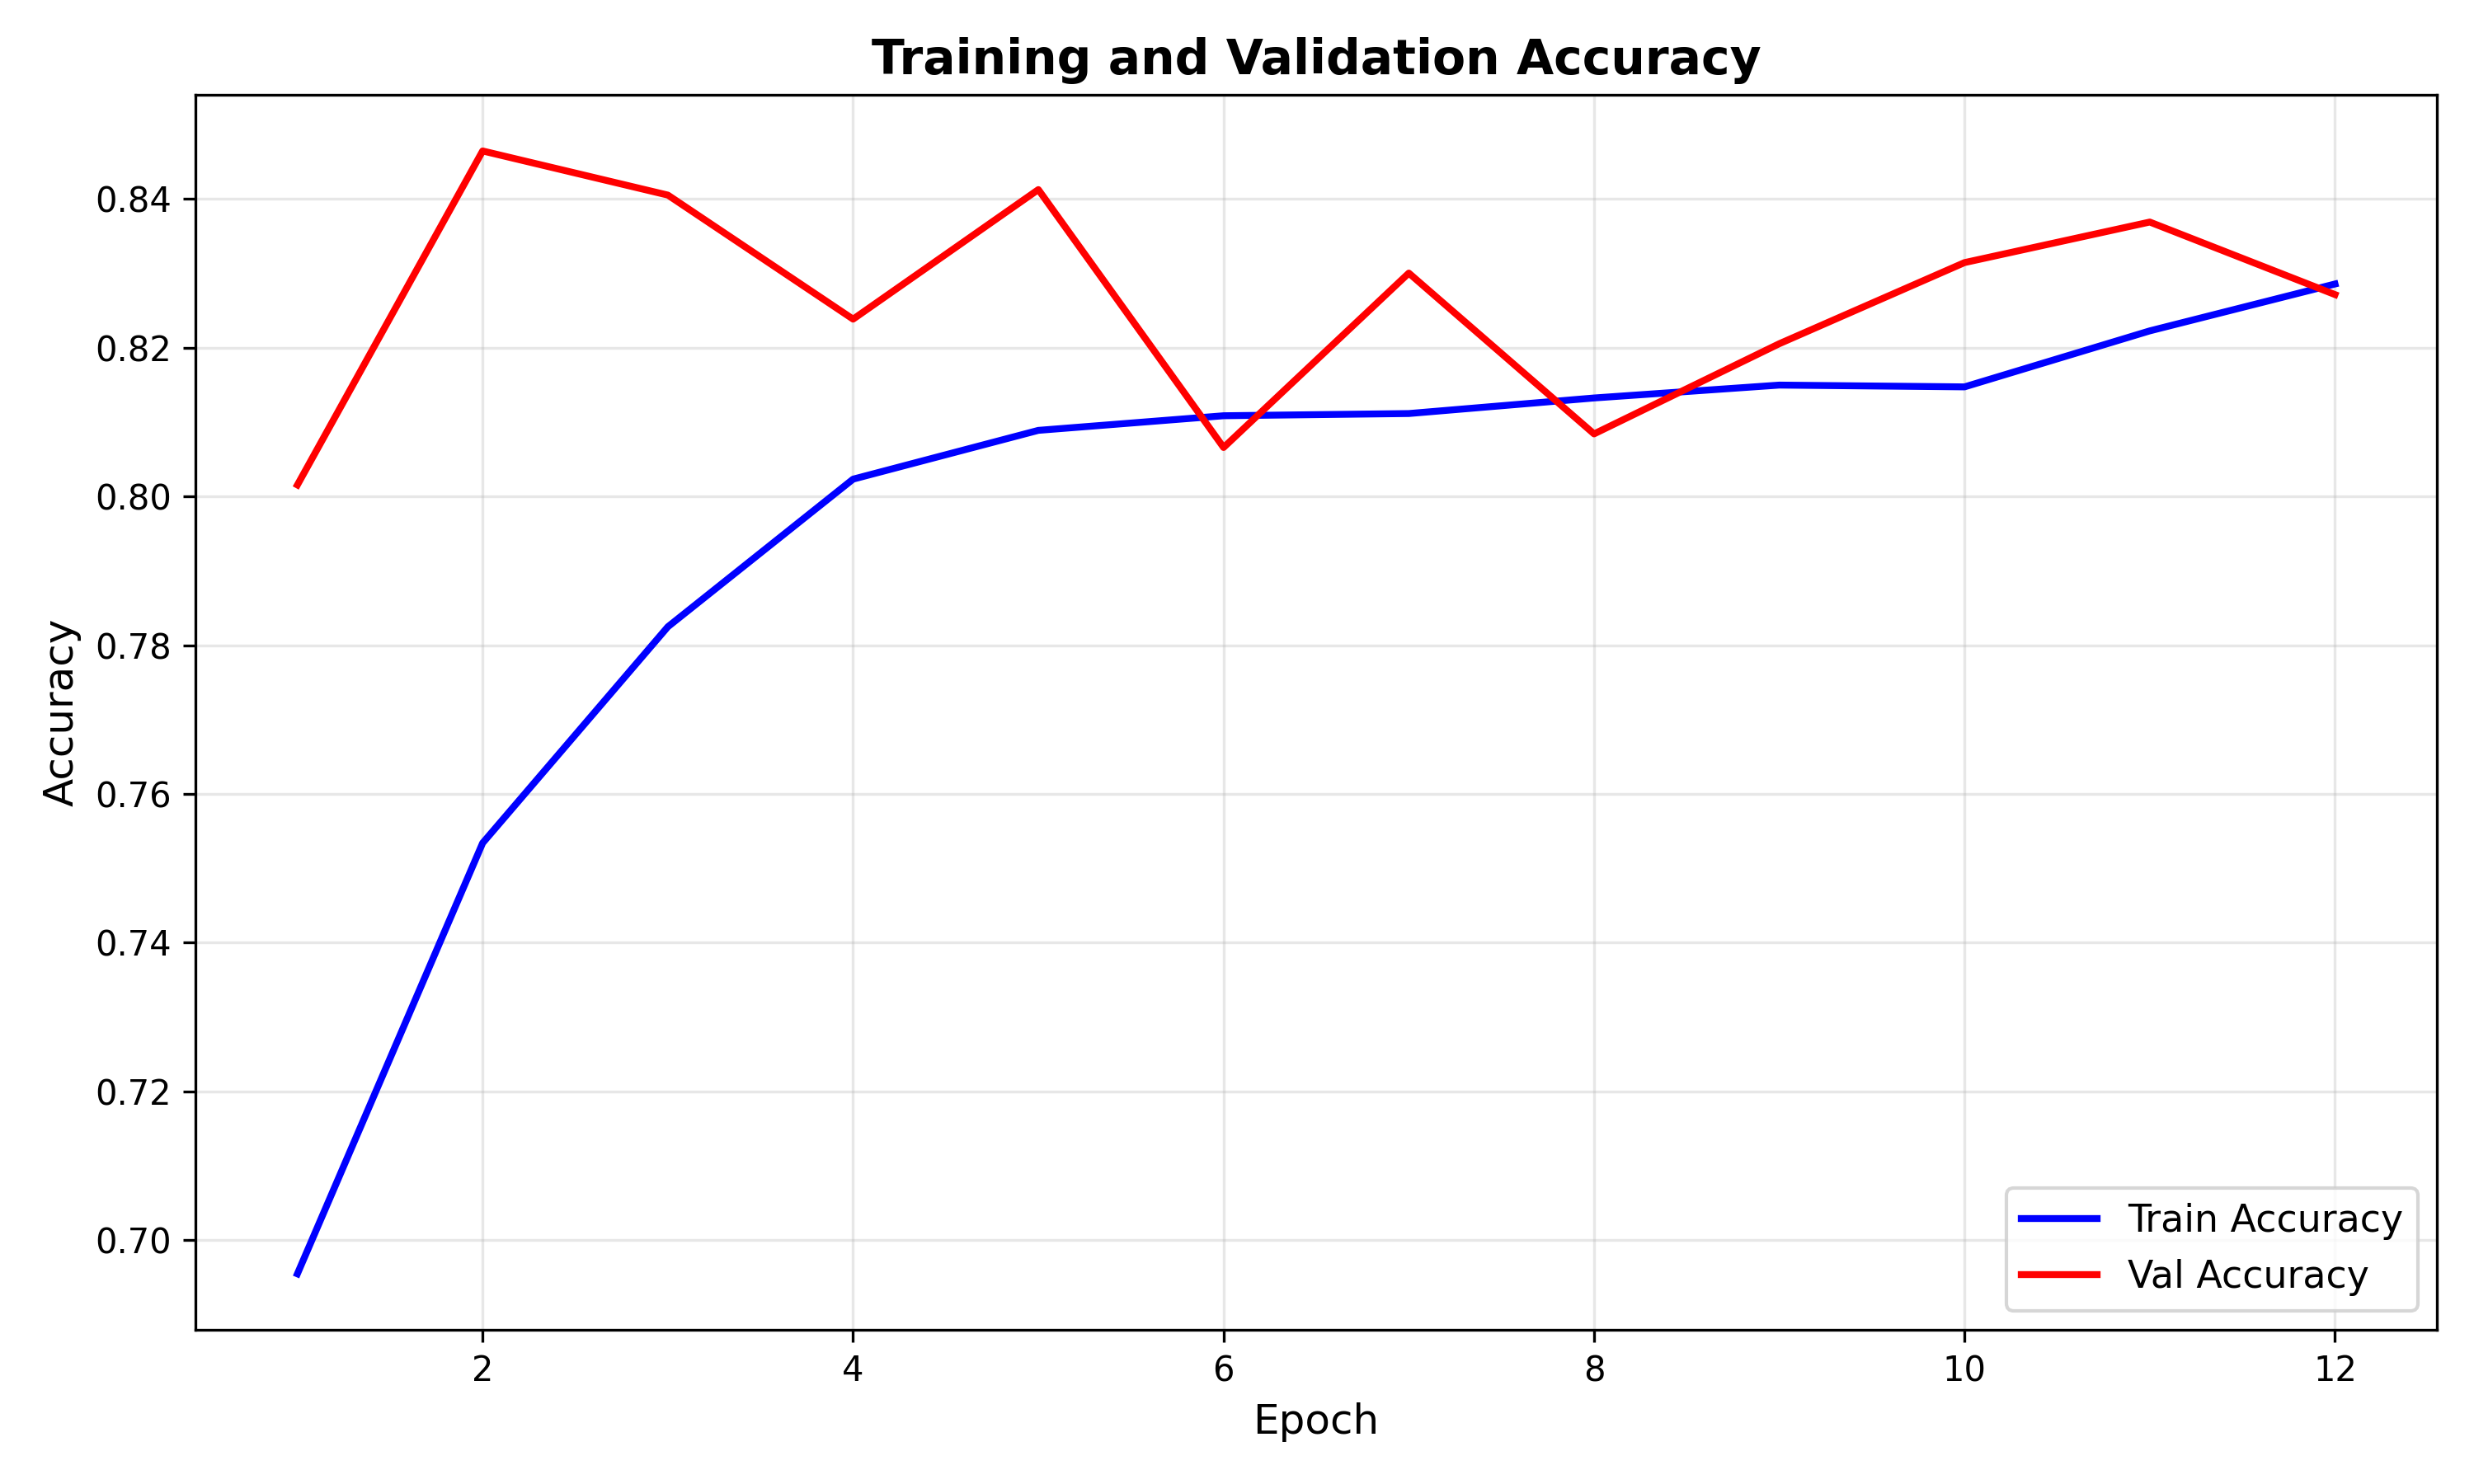 Training and Validation Accuracy
0.84
0.82
0.80
0.78
0.76
0.74
0.72
0.70
Accuracy
2 4 6 8 10 12
Epoch
Train Accuracy
Val Accuracy